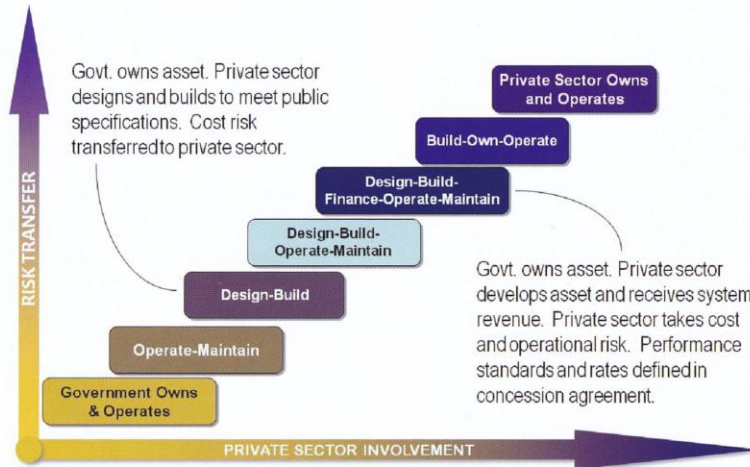 Govt. owns asset. Private sector
designs and builds to meet public
specifications. Cost risk
transferred to private sector.
Private Sector Owns
and Operates
Build-Own-Operate
Design-Build-
Finance-Operate-Maintain
Design-Build-
Operate-Maintain
Design-Build
Operate-Maintain
Government Owns
& Operates
Govt. owns asset. Private sector
develops asset and receives system
revenue. Private sector takes cost
and operational risk. Performance
standards and rates defined in
concession agreement.
RISK TRANSFER
PRIVATE SECTOR INVOLVEMENT